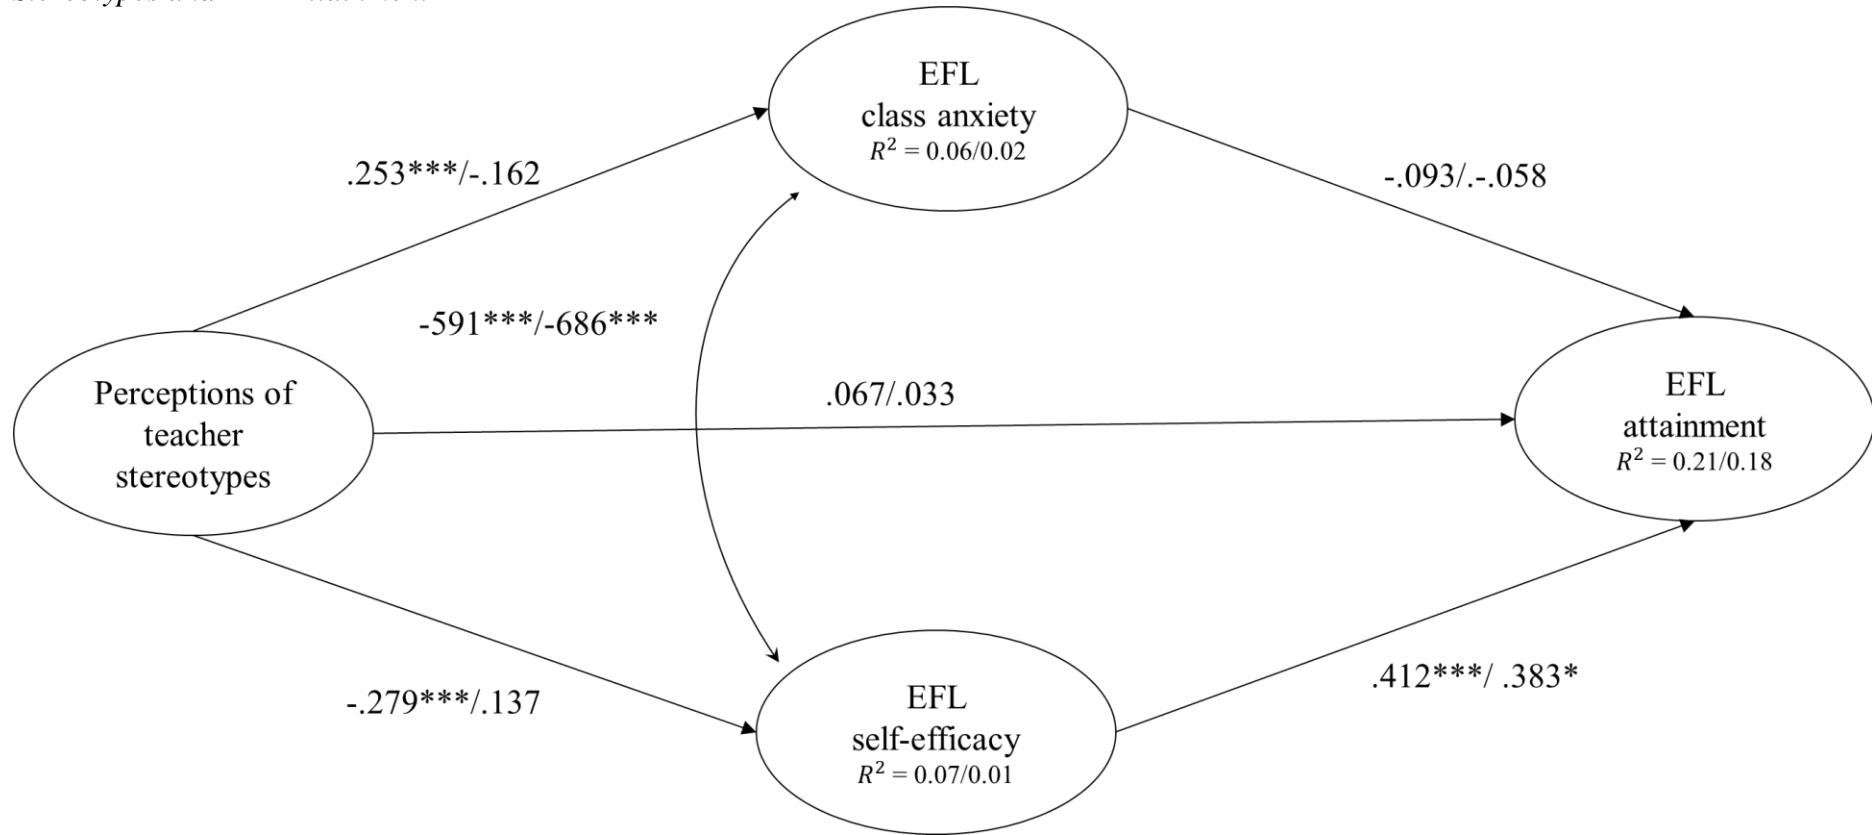 EFL
class anxiety
R² = 0.06/0.02
.253***/-.162
-.093/.-.058
-591***/-686***
Perceptions of
teacher
stereotypes
.067/.033
EFL
attainment
R² = 0.21/0.18
-.279***/.137
EFL
self-efficacy
R² = 0.07/0.01
.412***/ .383*